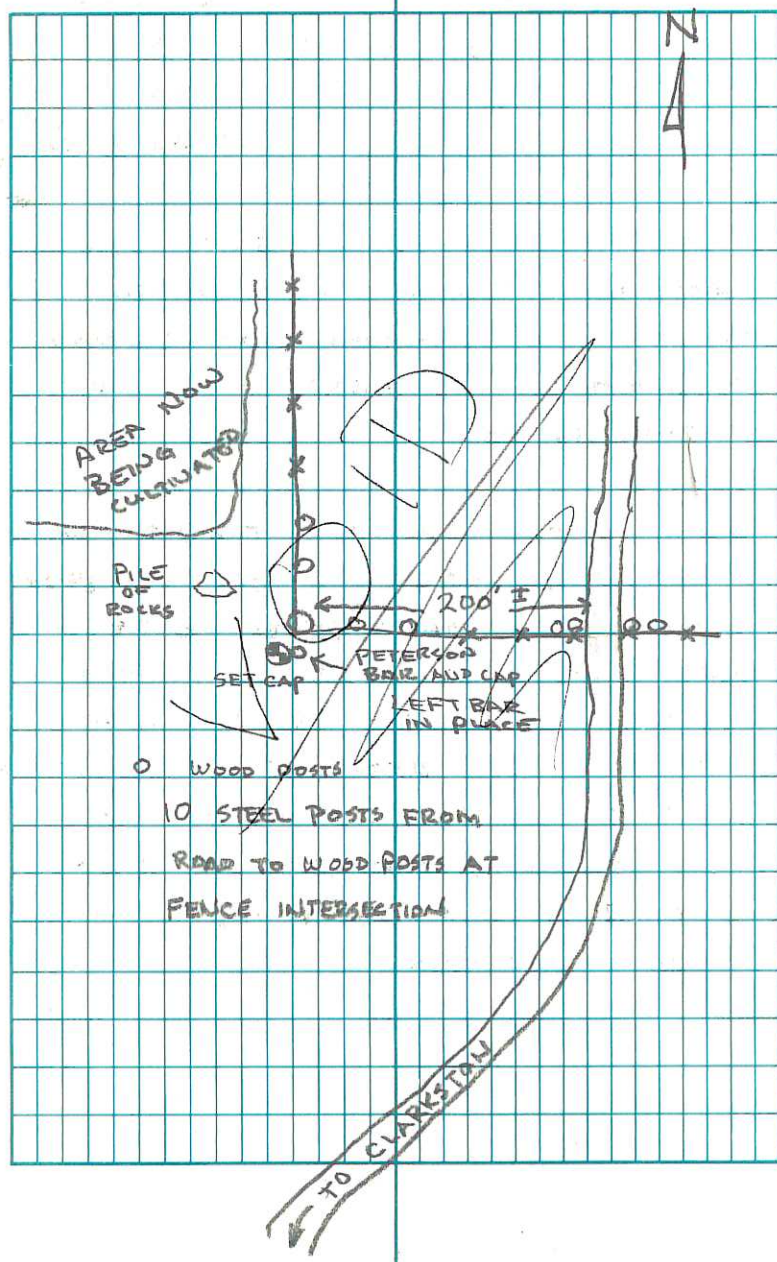 N
AREA NOW
BEING
CULTIVATED
PILE
OF
ROCKS
200' ±
SET CAP
PETERSON
BAR AND CAP
LEFT BAR
IN PLACE
O WOOD POSTS
10 STEEL POSTS FROM
ROAD TO WOOD POSTS AT
FENCE INTERSECTION
TO CLARKSTON